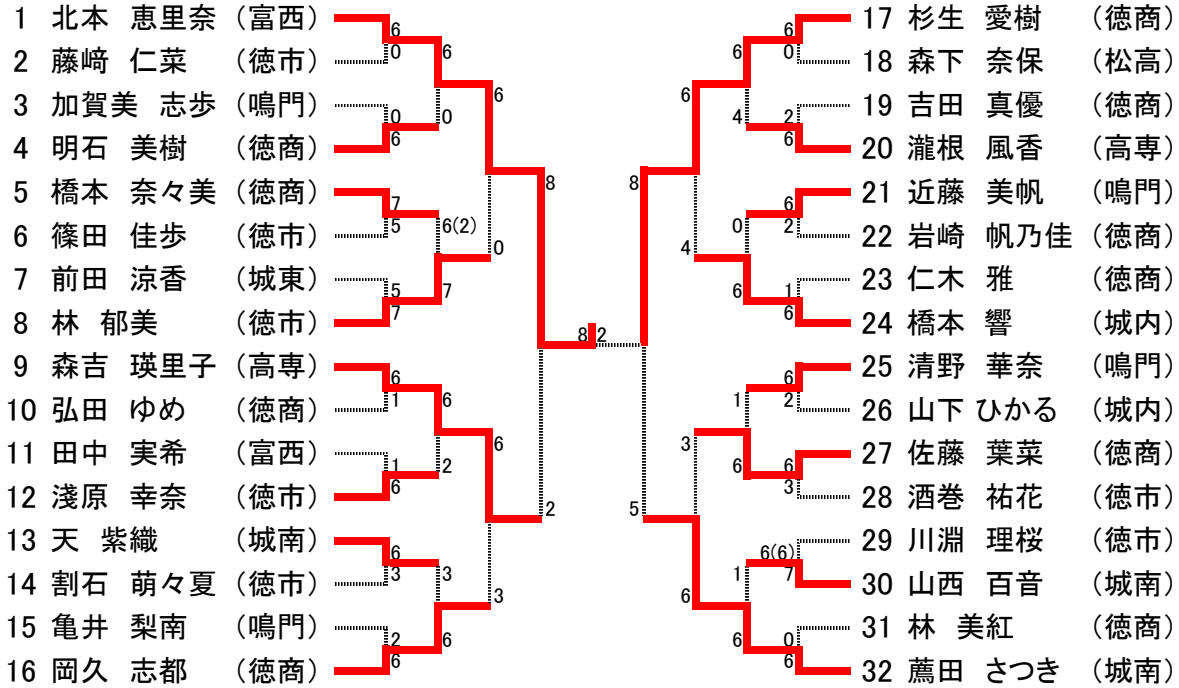 1 北本 恵里奈 (富西)
2 藤﨑 仁菜 (徳市)
3 加賀美 志歩 (鳴門)
4 明石 美樹 (徳商)
5 橋本 奈々美 (徳商)
6 篠田 佳歩 (徳市)
7 前田 涼香 (城東)
8 林 郁美 (徳市)
9 森吉 瑛里子 (高専)
10 弘田 ゆめ (徳商)
11 田中 実希 (富西)
12 淺原 幸奈 (徳市)
13 天 紫織 (城南)
14 割石 萌々夏 (徳市)
15 亀井 梨南 (鳴門)
16 岡久 志都 (徳商)
6
0
0
6
7
5
5
7
6
1
1
6
6
3
2
6
6
0
6(2)
7
6
2
3
6
6
0
6
3
8
2
8 2
8
5
6
4
3
6
6
4
0
6
1
6
1
6
6
0
2
6
6
2
1
6
6
2
6
3
6(6)
7
0
6
17 杉生 愛樹 (徳商)
18 森下 奈保 (松高)
19 吉田 真優 (徳商)
20 瀧根 風香 (高専)
21 近藤 美帆 (鳴門)
22 岩崎 帆乃佳 (徳商)
23 仁木 雅 (徳商)
24 橋本 響 (城内)
25 清野 華奈 (鳴門)
26 山下 ひかる (城内)
27 佐藤 葉菜 (徳商)
28 酒巻 祐花 (徳市)
29 川淵 理桜 (徳市)
30 山西 百音 (城南)
31 林 美紅 (徳商)
32 薦田 さつき (城南)